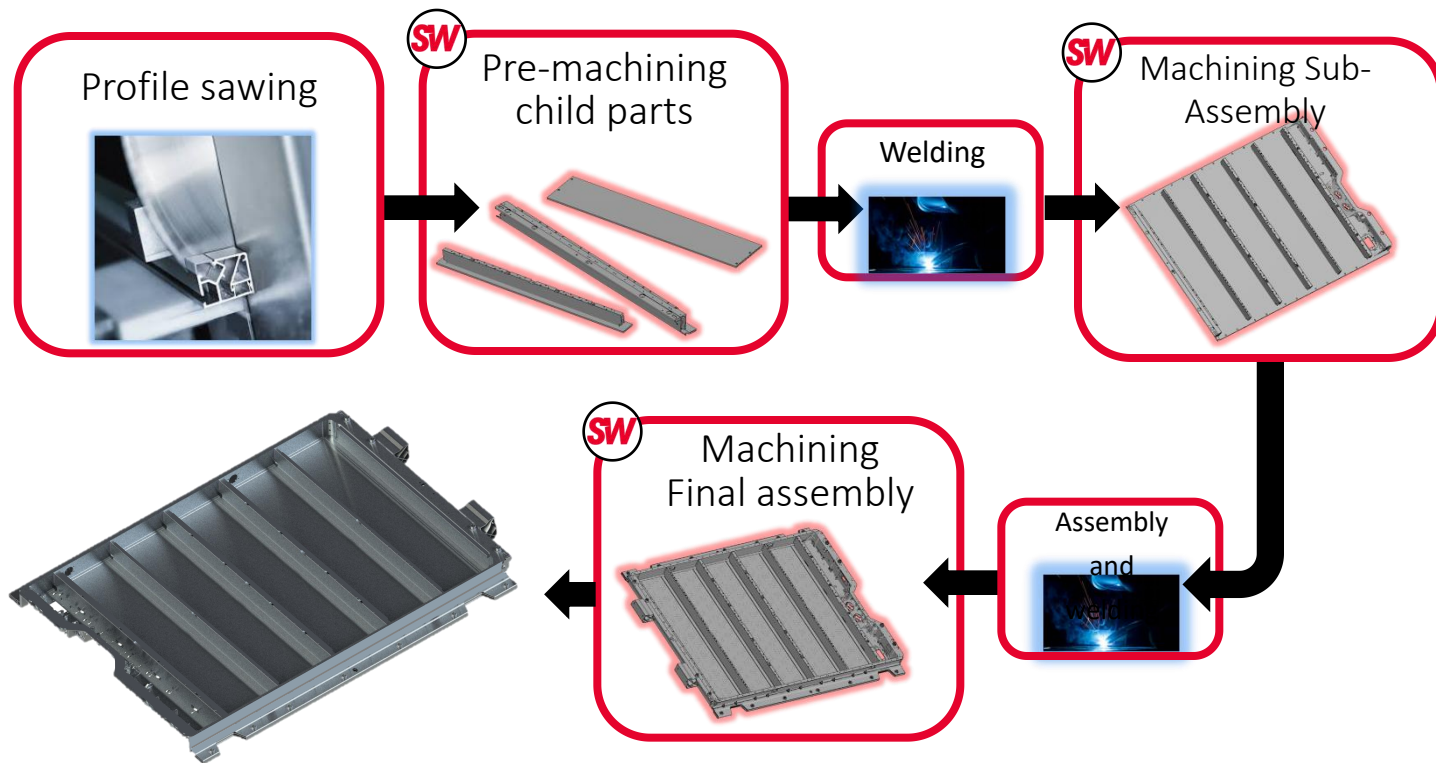 Profile sawing
SW
Pre-machining
child parts
Welding
SW
Machining Sub-
Assembly
SW
Machining
Final assembly
Assembly
and